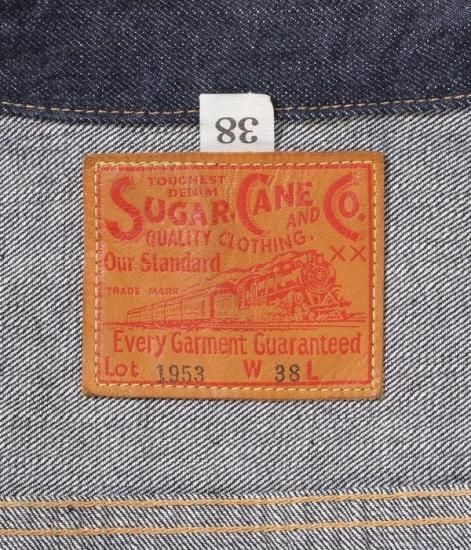 38
TOUGHEST
DENIM
SUGAR CANE AND CO.
QUALITY CLOTHING.
Our Standard XX
TRADE MARK
Every Garment Guaranteed
Lot 1953 W 38 L